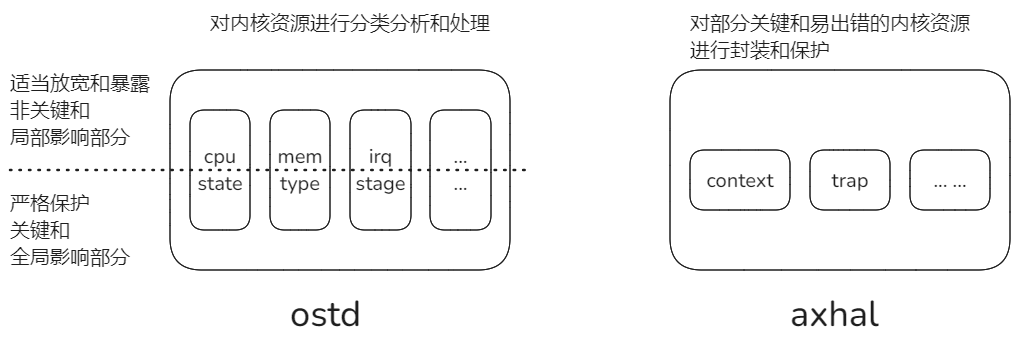 对内核资源进行分类分析和处理
适当放宽和暴露
非关键和
局部影响部分
严格保护
关键和
全局影响部分
cpu
state
mem
type
irq
stage
...
...
ostd
对部分关键和易出错的内核资源
进行封装和保护
context
trap
... ...
axhal